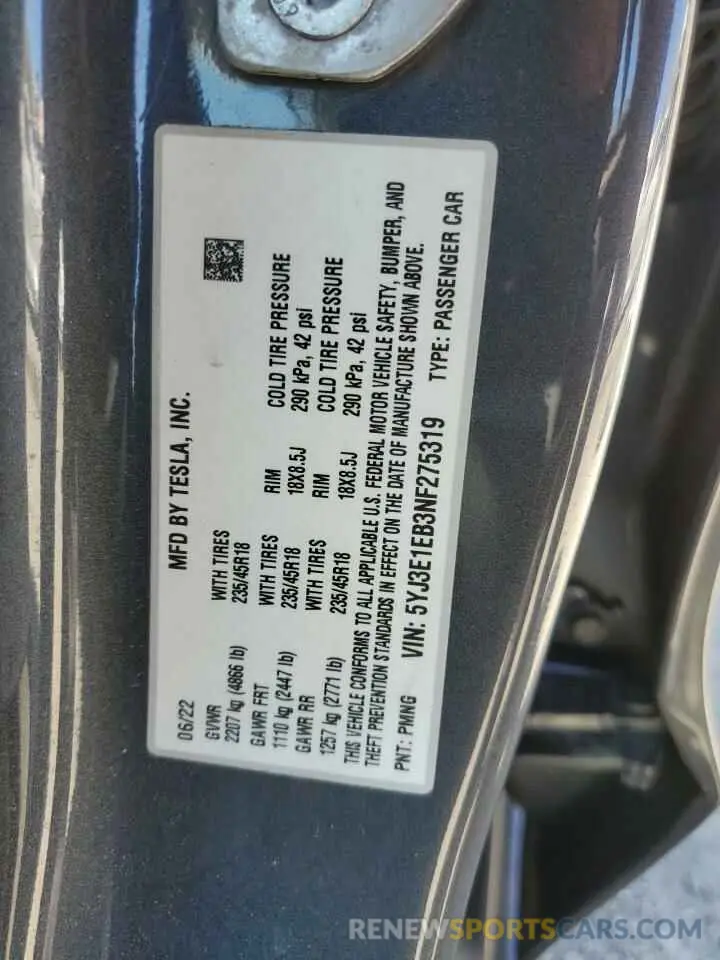 MFD BY TESLA, INC.
06/22
GVWR
2207 kg (4866 lb)
WITH TIRES
235/45R18
GAWR FRT
1110 kg (2447 lb)
WITH TIRES
235/45R18
RIM
18X8.5J
COLD TIRE PRESSURE
290 kPa, 42 psi
GAWR RR
1257 kg (2771 lb)
WITH TIRES
235/45R18
RIM
18X8.5J
COLD TIRE PRESSURE
290 kPa, 42 psi
THIS VEHICLE CONFORMS TO ALL APPLICABLE U.S. FEDERAL MOTOR VEHICLE SAFETY, BUMPER, AND
THEFT PREVENTION STANDARDS IN EFFECT ON THE DATE OF MANUFACTURE SHOWN ABOVE.
PNT: PMNG VIN: 5YJ3E1EB3NF275319 TYPE: PASSENGER CAR
RENEWSPORTSCARS.COM